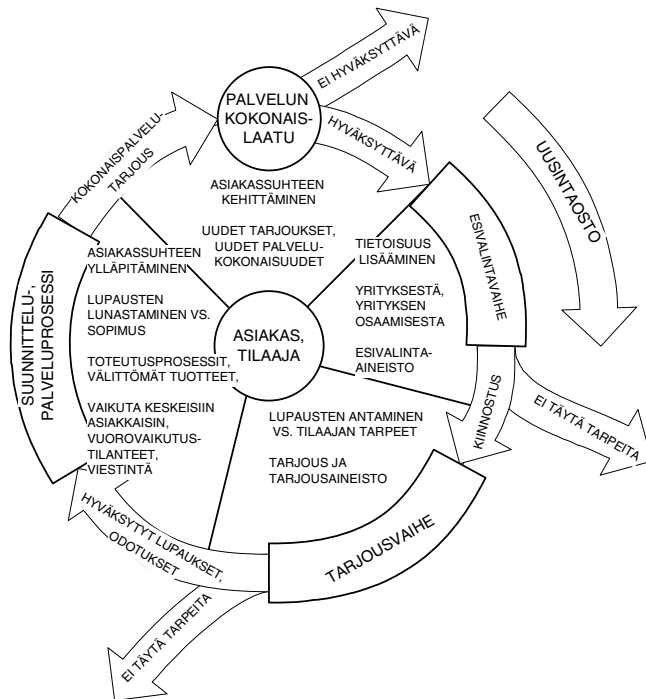 EI HYVÄKSYTTÄVÄ
PALVELUN
KOKONAIS-
LAATU
HYVÄKSYTTÄVÄ
KOKONAISPALVELU-
TARJOUS
UUSINTAOSTO
ASIAKASSUHTEEN
KEHITTÄMINEN
UUDET TARJOUKSET,
UUDET PALVELU-
KOKONAISUUDET
ESIVALINTAVAIHE
TIETOISUUS
LISÄÄMINEN
YRITYKSESTÄ,
YRITYKSEN
OSAAMISESTA
ESIVALINTA-
AINEISTO
ASIAKASSUHTEEN
YLLÄPITÄMINEN
LUPAUSTEN
LUNASTAMINEN VS.
SOPIMUS
TOTEUTUSPROSESSIT,
VÄLITTÖMÄT TUOTTEET,
VAIKUTA KESKEISIIN
ASIAKKAISIN,
VUOROVAIKUTUS-
TILANTEET,
VIESTINTÄ
SUUNNITTELU-,
PALVELUPROSESSI
ASIAKAS,
TILAAJA
KIINNOSTUS
EI TÄYTÄ TARPEITA
LUPAUSTEN ANTAMINEN
VS. TILAAJAN TARPEET
TARJOUS JA
TARJOUSAINEISTO
TARJOUSVAIHE
HYVÄKSYTYT LUPAUKSET,
ODOTUKSET
EI TÄYTÄ TARPEITA